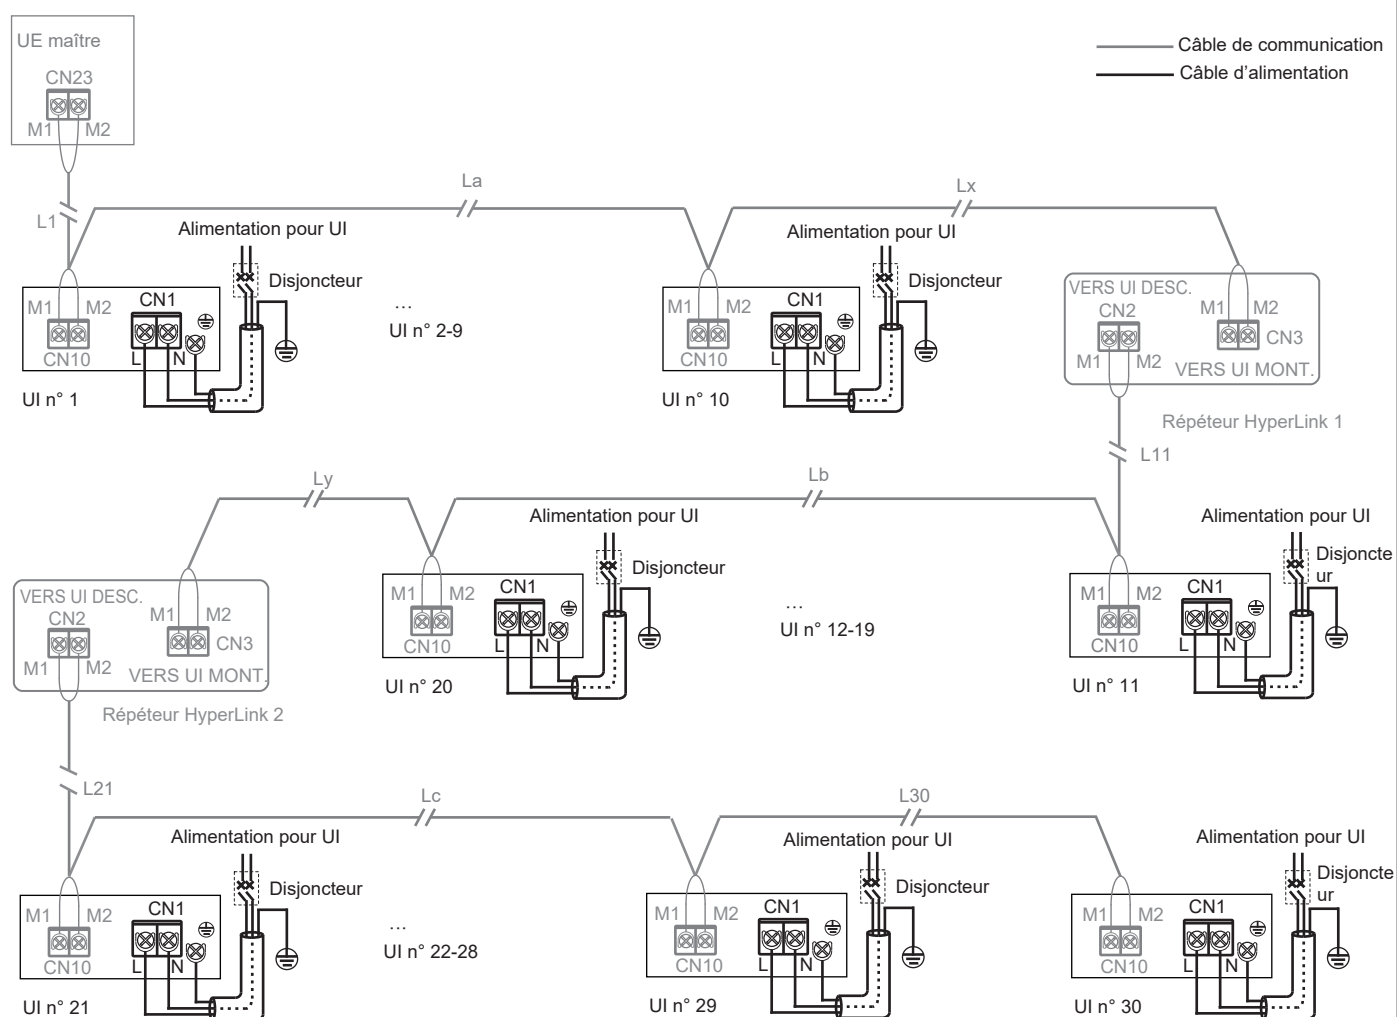 UE maître
CN23
M1 M2
Câble de communication
Câble d'alimentation
L1
La
Lx
Alimentation pour UI
Disjoncteur
M1 M2 CN1
CN10 L N
UI n° 1
…
UI n° 2-9
Alimentation pour UI
Disjoncteur
M1 M2 CN1
CN10 L N
UI n° 10
VERS UI DESC.
CN2
M1 M2
M1 M2
CN3
VERS UI MONT.
Répéteur HyperLink 1
L11
Ly
Lb
VERS UI DESC.
CN2
M1 M2
M1 M2
CN3
VERS UI MONT.
Répéteur HyperLink 2
Alimentation pour UI
Disjoncteur
M1 M2 CN1
CN10 L N
UI n° 20
…
UI n° 12-19
Alimentation pour UI
Disjoncte
ur
M1 M2 CN1
CN10 L N
UI n° 11
L21
Lc
L30
Alimentation pour UI
Disjoncteur
M1 M2 CN1
CN10 L N
UI n° 21
…
UI n° 22-28
Alimentation pour UI
Disjoncteur
M1 M2 CN1
CN10 L N
UI n° 29
Alimentation pour UI
Disjoncte
ur
M1 M2 CN1
CN10 L N
UI n° 30